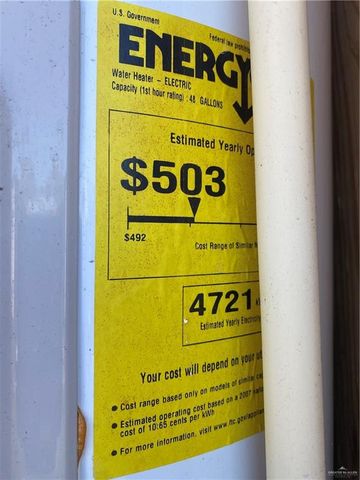 U.S. Government
Federal law
ENERGY
Water Heater - ELECTRIC
Capacity (1st hour rating) : 48 GALLONS
Estimated Yearly Op
$503
$492
Cost Range of Similar
4721
Estimated Yearly Electricity
Your cost will depend on your
• Cost range based only on models of similar
• Estimated operating cost based on a 2007
cost of 10:65 cents per kWh
• For more information, visit www.ftc.gov/applian